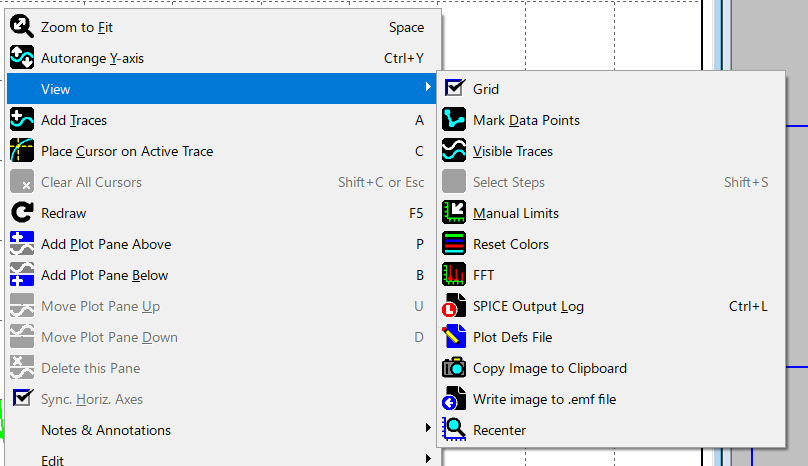 Zoom to Fit Space
Autorange Y-axis Ctrl+Y
View
Add Traces A
Place Cursor on Active Trace C
Clear All Cursors Shift+C or Esc
Redraw F5
Add Plot Pane Above P
Add Plot Pane Below B
Move Plot Pane Up U
Move Plot Pane Down D
Delete this Pane
Sync. Horiz. Axes
Notes & Annotations
Edit
Grid
Mark Data Points
Visible Traces
Select Steps Shift+S
Manual Limits
Reset Colors
FFT
SPICE Output Log Ctrl+L
Plot Defs File
Copy Image to Clipboard
Write image to .emf file
Recenter